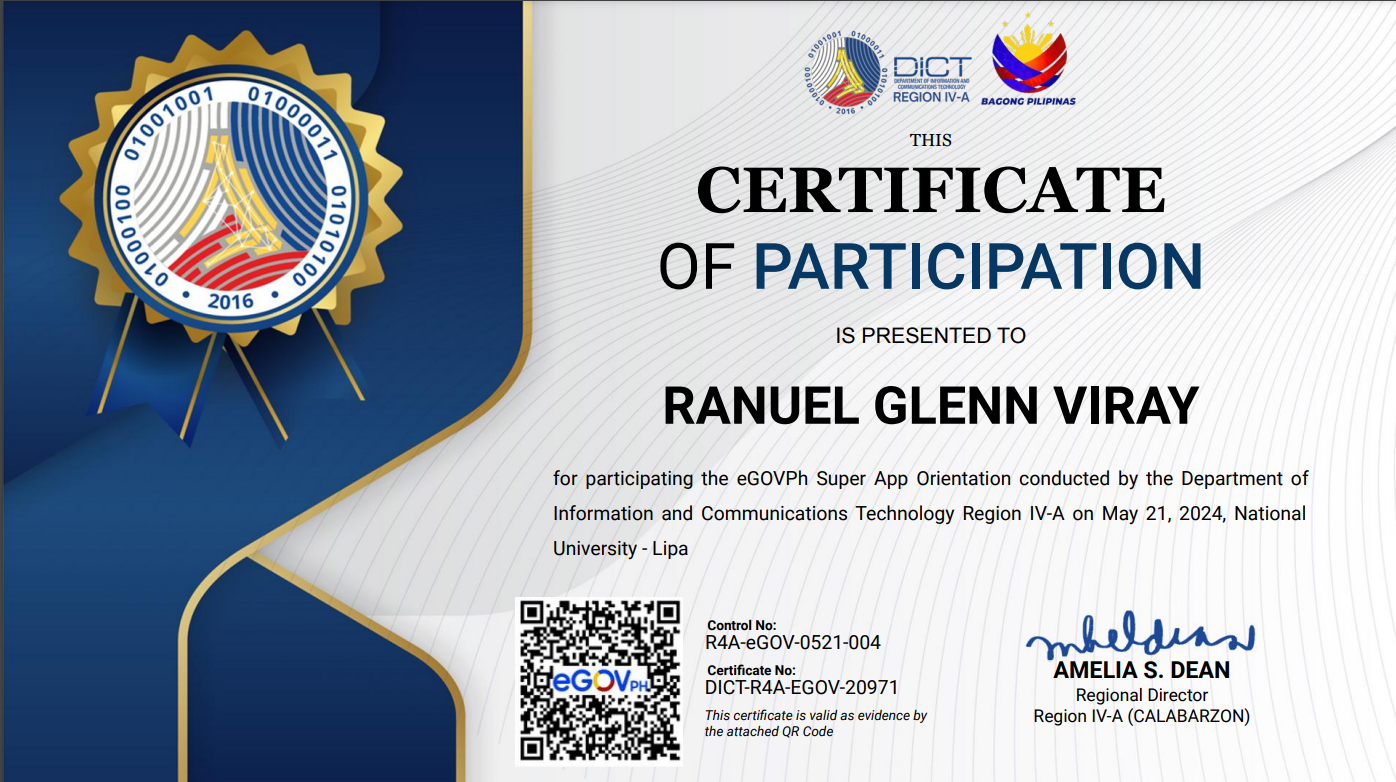 01001001 01000011
01000100 01010100
• 2016 •
01001001 01000011
01000100 01010100
• 2016 •
DICT
DEPARTMENT OF INFORMATION AND
COMMUNICATIONS TECHNOLOGY
REGION IV-A
BAGONG PILIPINAS
THIS
CERTIFICATE
OF PARTICIPATION
IS PRESENTED TO
RANUEL GLENN VIRAY
for participating the eGOVPh Super App Orientation conducted by the Department of
Information and Communications Technology Region IV-A on May 21, 2024, National
University - Lipa
eGOVPH
Control No:
R4A-eGOV-0521-004
Certificate No:
DICT-R4A-EGOV-20971
This certificate is valid as evidence by
the attached QR Code
AMELIA S. DEAN
Regional Director
Region IV-A (CALABARZON)